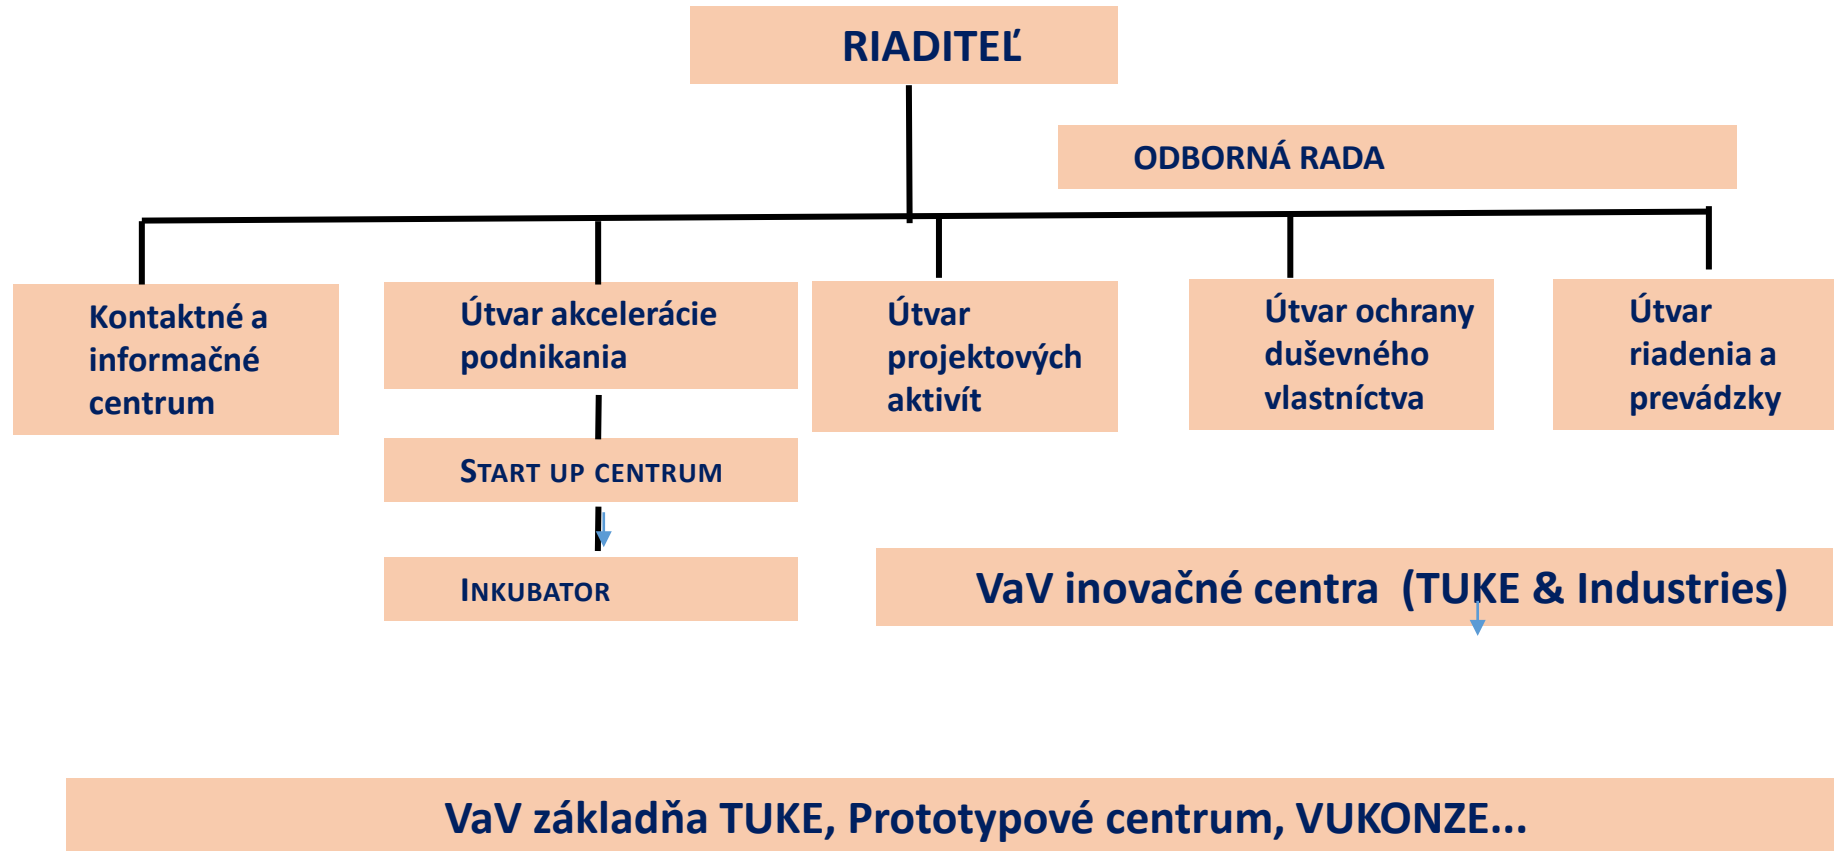 RIADITEĽ
ODBORNÁ RADA
Kontaktné a
informačné
centrum
Útvar akcelerácie
podnikania
Útvar
projektových
aktivít
Útvar ochrany
duševného
vlastníctva
Útvar
riadenia a
prevádzky
START UP CENTRUM
INKUBATOR
VaV inovačné centra (TUKE & Industries)
VaV základňa TUKE, Prototypové centrum, VUKONZE...